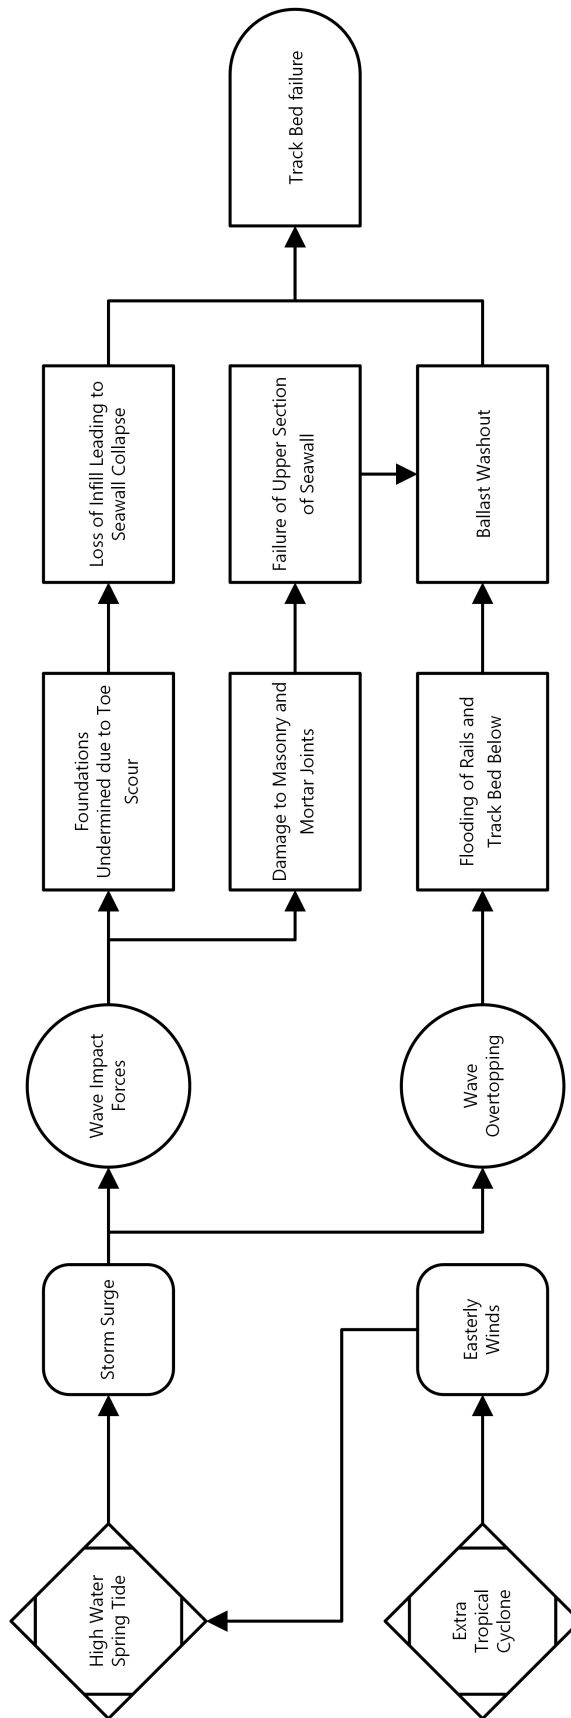 Track Bed failure
Loss of Infill Leading to
Seawall Collapse
Failure of Upper Section
of Seawall
Ballast Washout
Foundations
Undermined due to Toe
Scour
Damage to Masonry and
Mortar Joints
Flooding of Rails and
Track Bed Below
Wave Impact
Forces
Wave
Overtopping
Storm Surge
Easterly
Winds
High Water
Spring Tide
Extra
Tropical
Cyclone